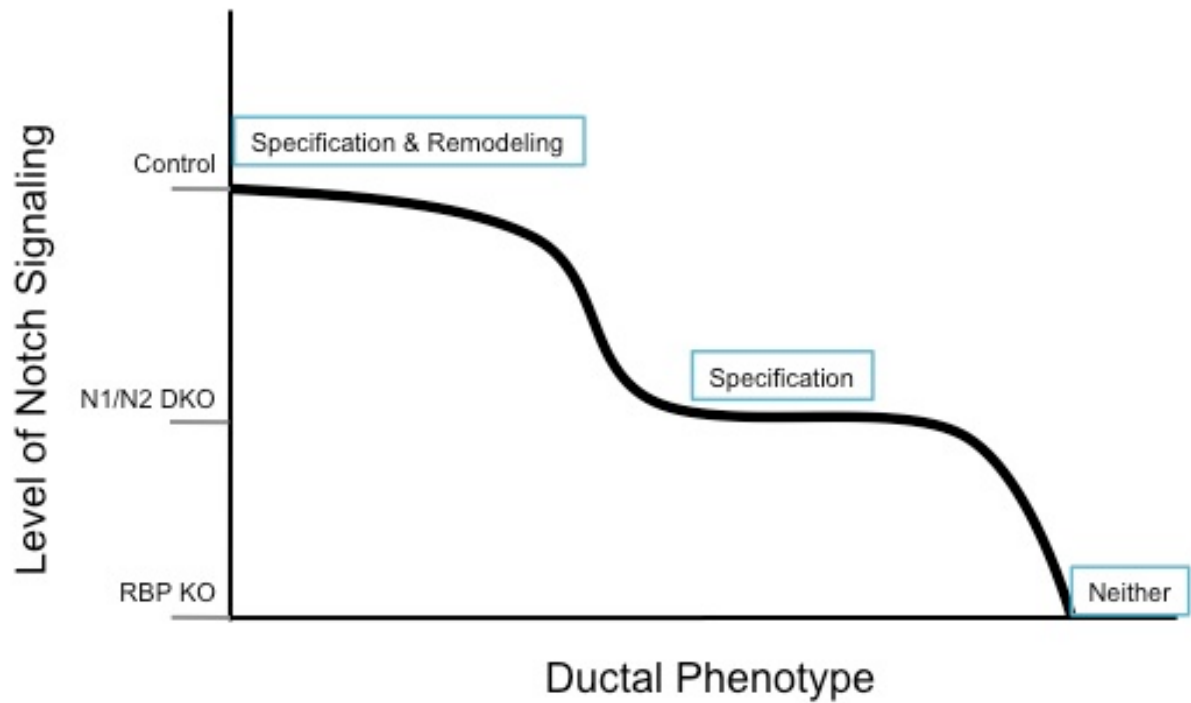 Level of Notch Signaling
Control
Specification & Remodeling
N1/N2 DKO
Specification
RBP KO
Neither
Ductal Phenotype